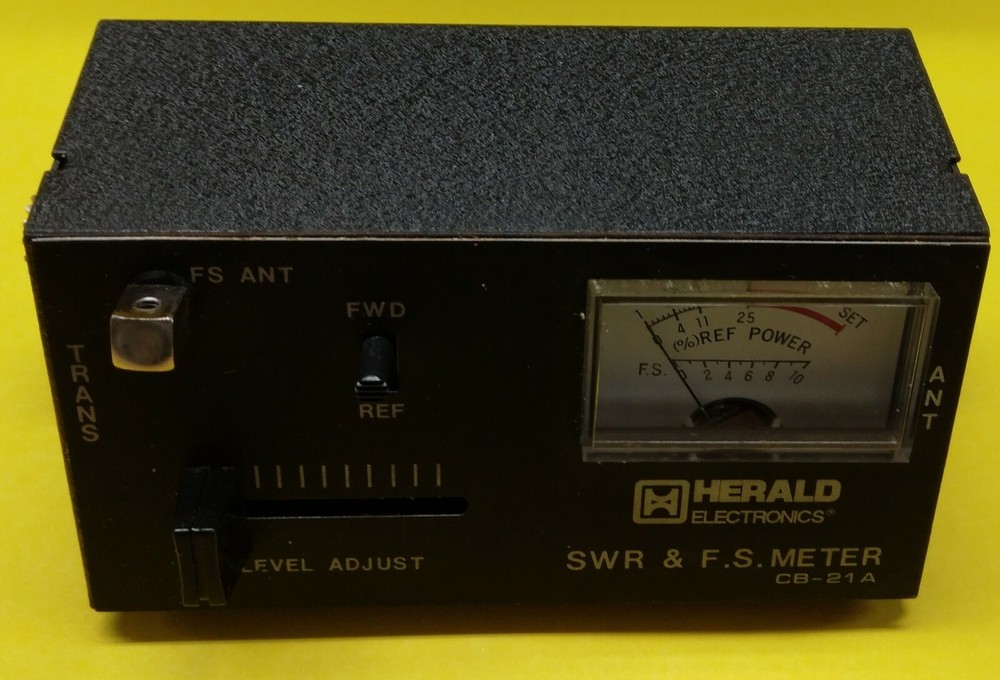 FS ANT
FWD
REF
TRANS
LEVEL ADJUST
4 11 25 SET
(%)REF POWER
F.S. 0 2 4 6 8 10
ANT
HERALD
ELECTRONICS®
SWR & F.S. METER
CB-21A